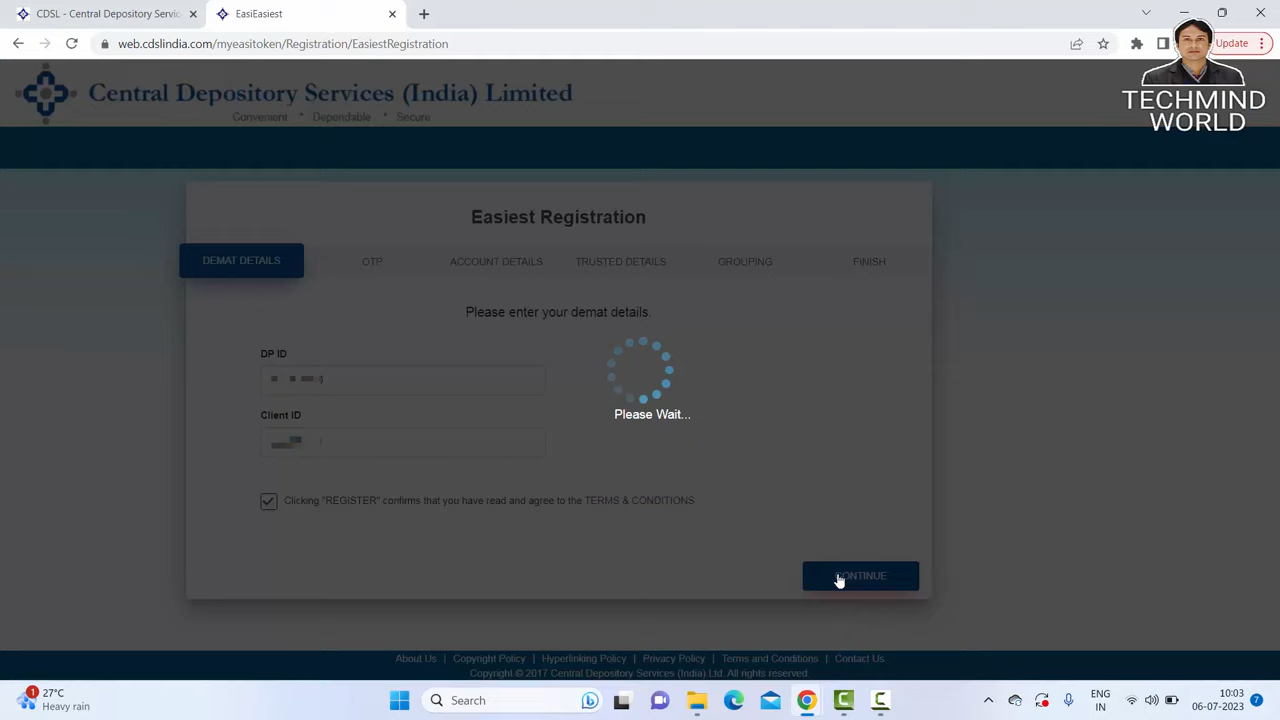 CDSL - Central Depository Servic
EasiEasiest
web.cdslindia.com/myeasitoken/Registration/EasiestRegistration
Update
TECHMIND
WORLD
Central Depository Services (India) Limited
Convenient * Dependable * Secure
Easiest Registration
DEMAT DETAILS OTP ACCOUNT DETAILS TRUSTED DETAILS GROUPING FINISH
Please enter your demat details.
DP ID
Client ID
Please Wait...
Clicking "REGISTER" confirms that you have read and agree to the TERMS & CONDITIONS
CONTINUE
About Us | Copyright Policy | Hyperlinking Policy | Privacy Policy | Terms and Conditions | Contact Us
Copyright © 2017 Central Depository Services (India) Ltd. All rights reserved.
1
27°C
Heavy rain
Search
ENG
IN
10:03
06-07-2023
7